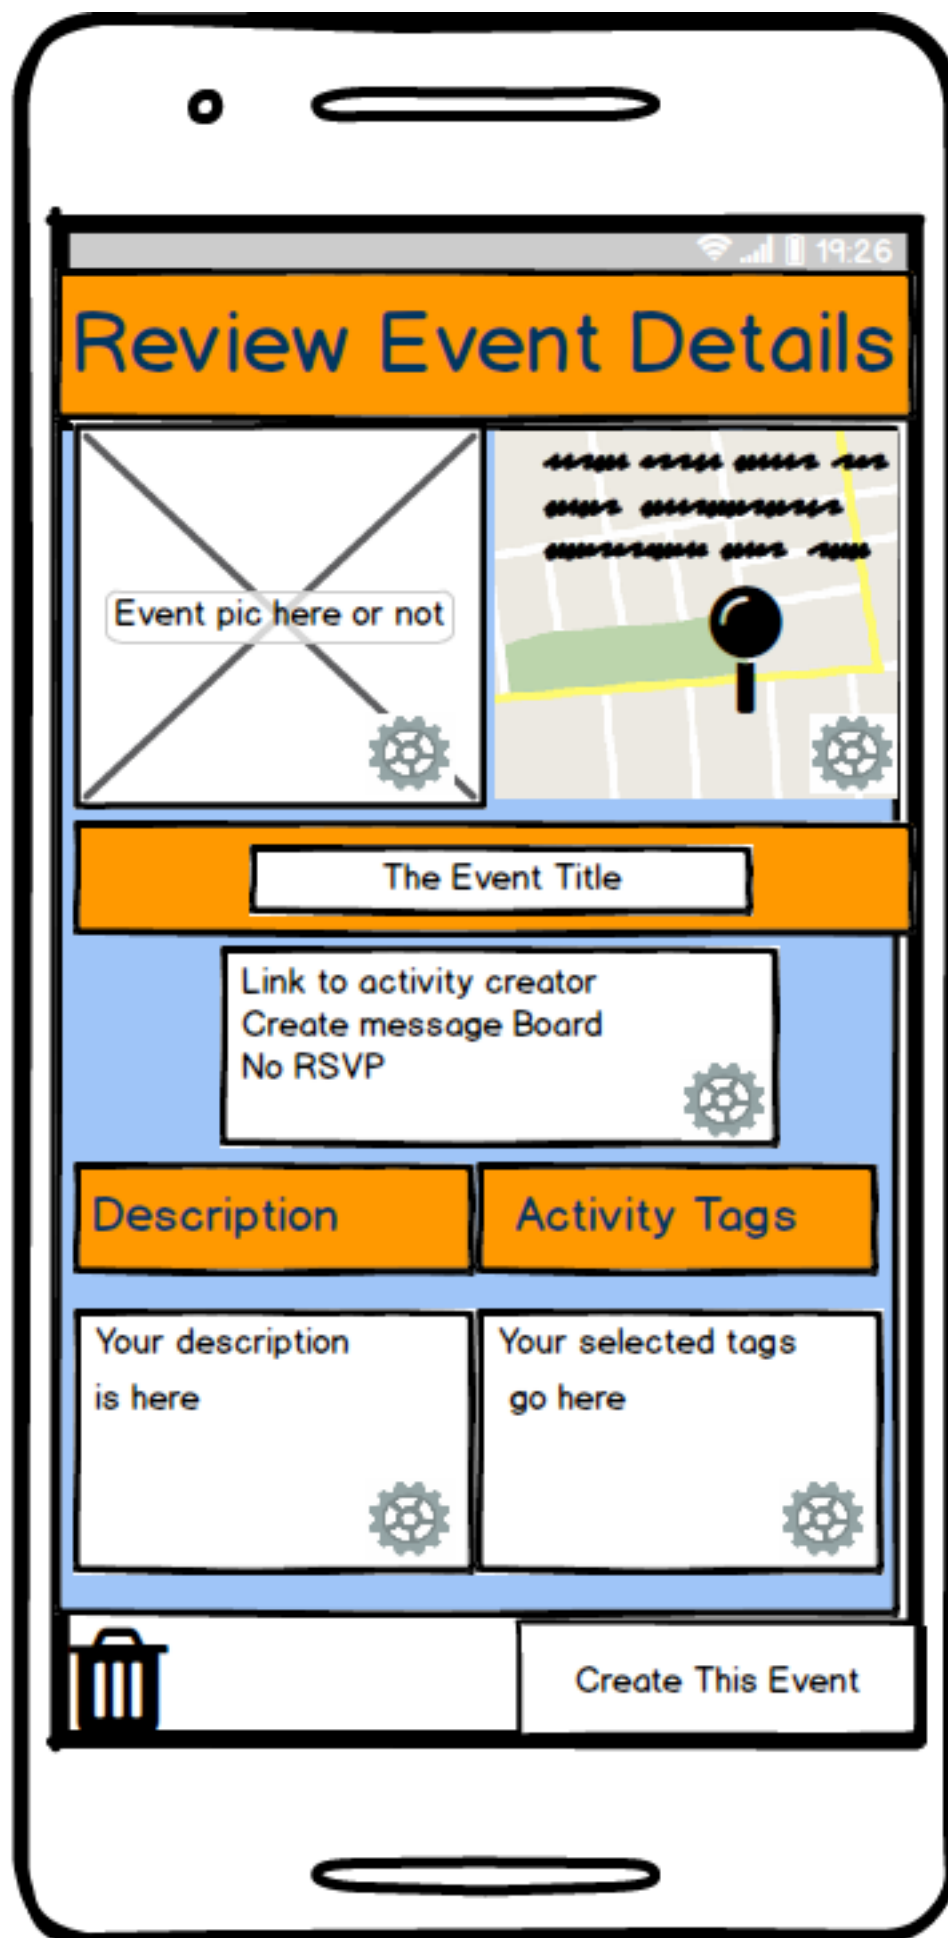 19:26
Review Event Details
Event pic here or not
The Event Title
Link to activity creator
Create message Board
No RSVP
Description
Activity Tags
Your description
is here
Your selected tags
go here
Create This Event